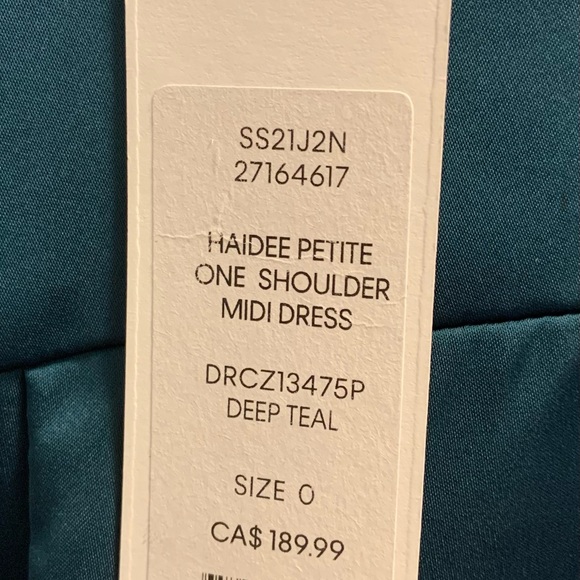 SS21J2N
27164617
HAIDEE PETITE
ONE SHOULDER
MIDI DRESS
DRCZ13475P
DEEP TEAL
SIZE 0
CA$ 189.99